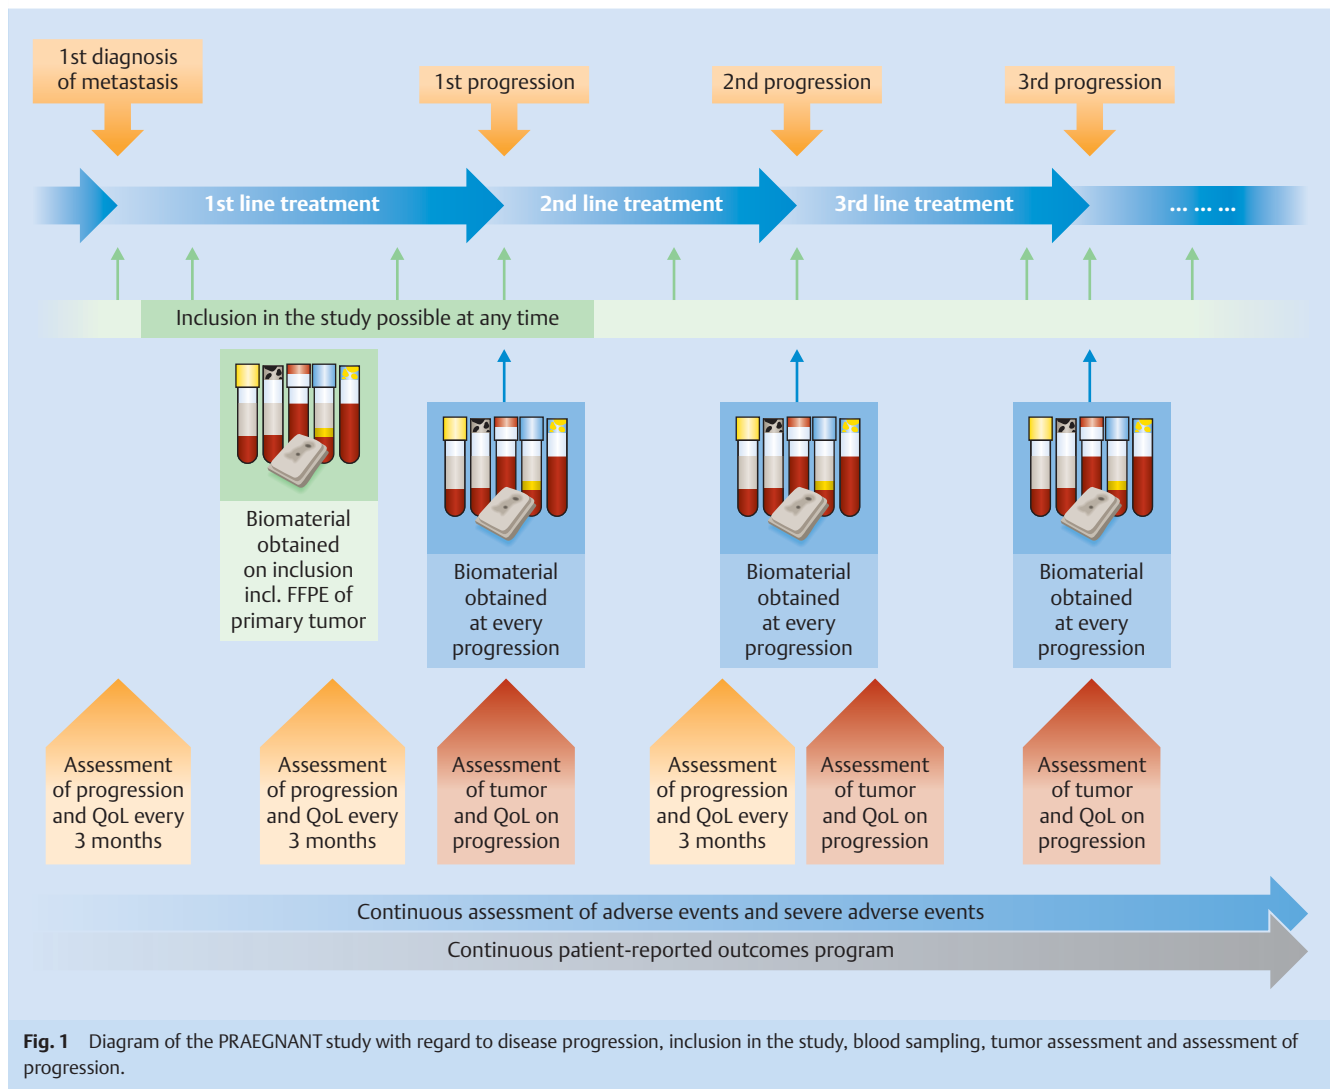 1st diagnosis
of metastasis
1st progression
2nd progression
3rd progression
1st line treatment
2nd line treatment
3rd line treatment
... ... ...
Inclusion in the study possible at any time
Biomaterial
obtained
on inclusion
incl. FFPE of
primary tumor
Biomaterial
obtained
at every
progression
Biomaterial
obtained
at every
progression
Biomaterial
obtained
at every
progression
Assessment
of progression
and QoL every
3 months
Assessment
of progression
and QoL every
3 months
Assessment
of tumor
and QoL on
progression
Assessment
of progression
and QoL every
3 months
Assessment
of tumor
and QoL on
progression
Assessment
of tumor
and QoL on
progression
Continuous assessment of adverse events and severe adverse events
Continuous patient-reported outcomes program
Fig. 1 Diagram of the PRAEGNANT study with regard to disease progression, inclusion in the study, blood sampling, tumor assessment and assessment of
progression.